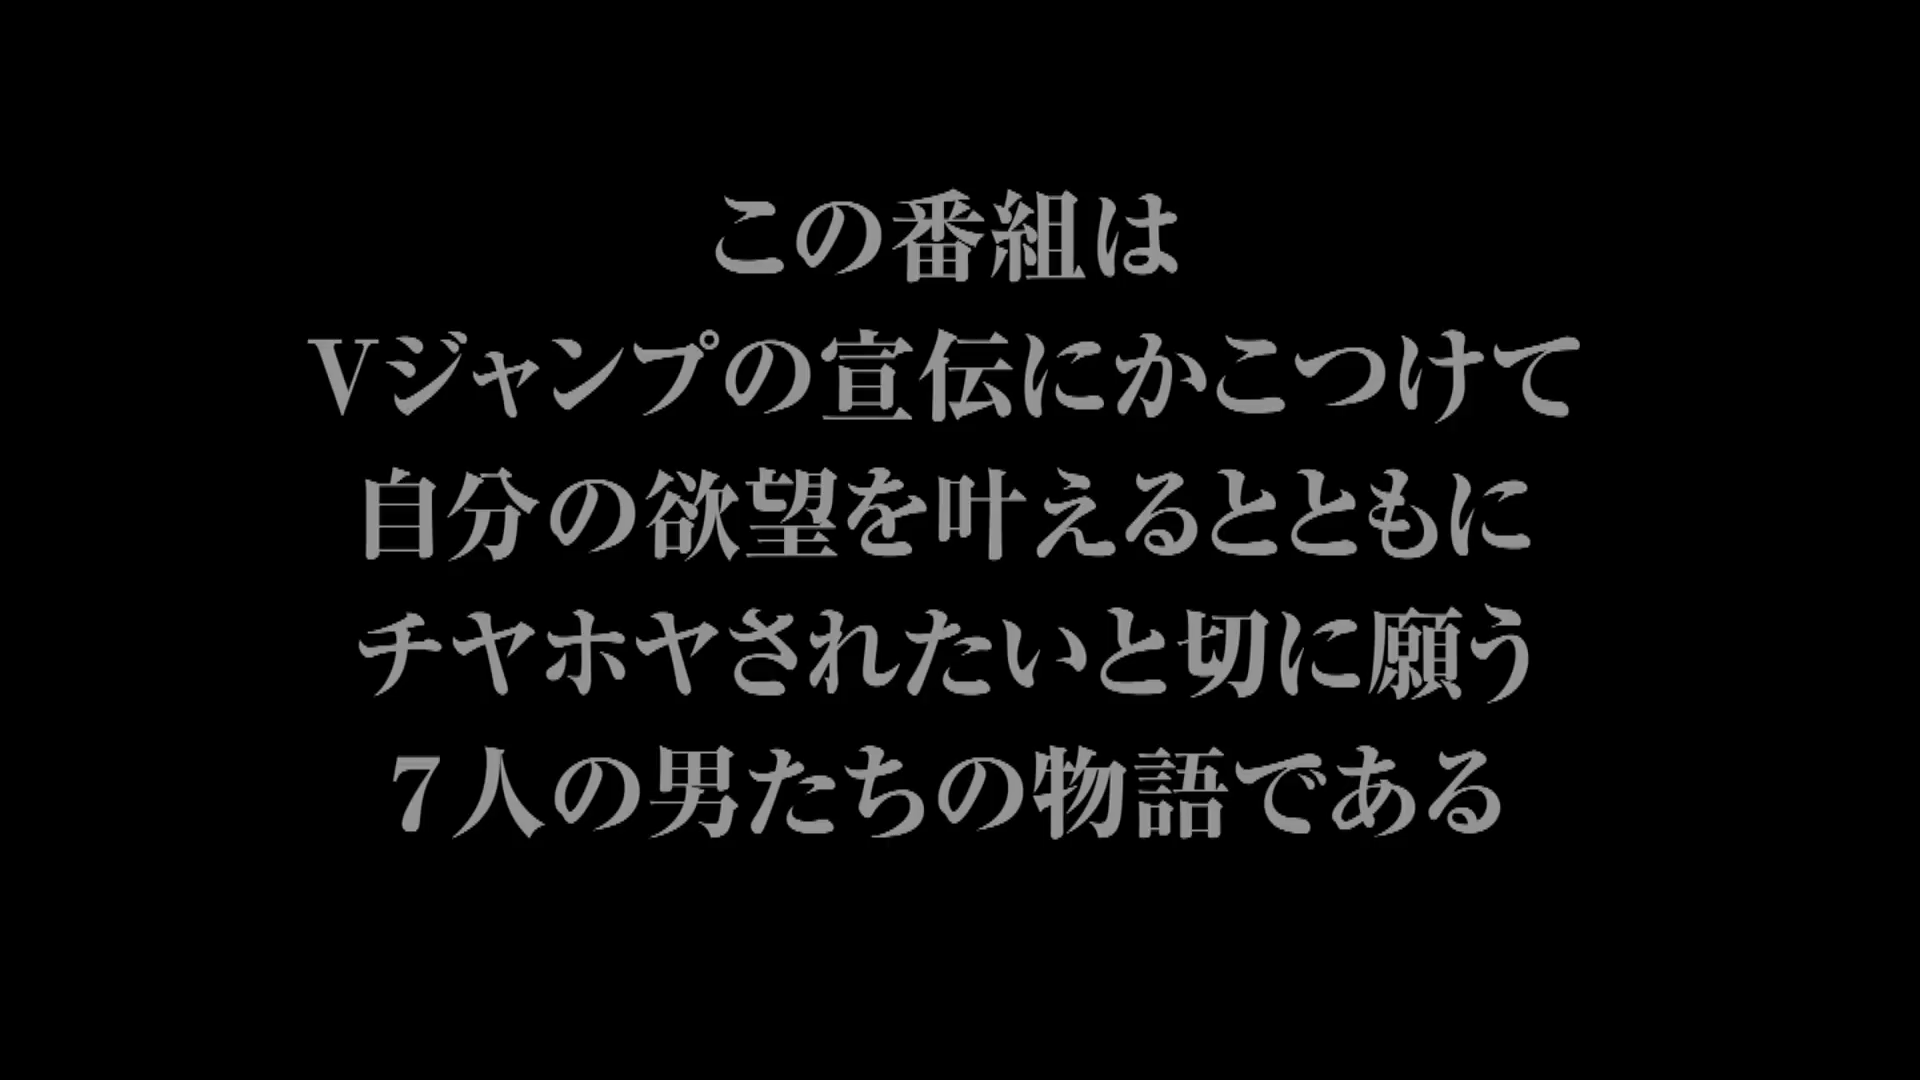 この番組は
Vジャンプの宣伝にかこつけて
自分の欲望を叶えるとともに
チヤホヤされたいと切に願う
7人の男たちの物語である